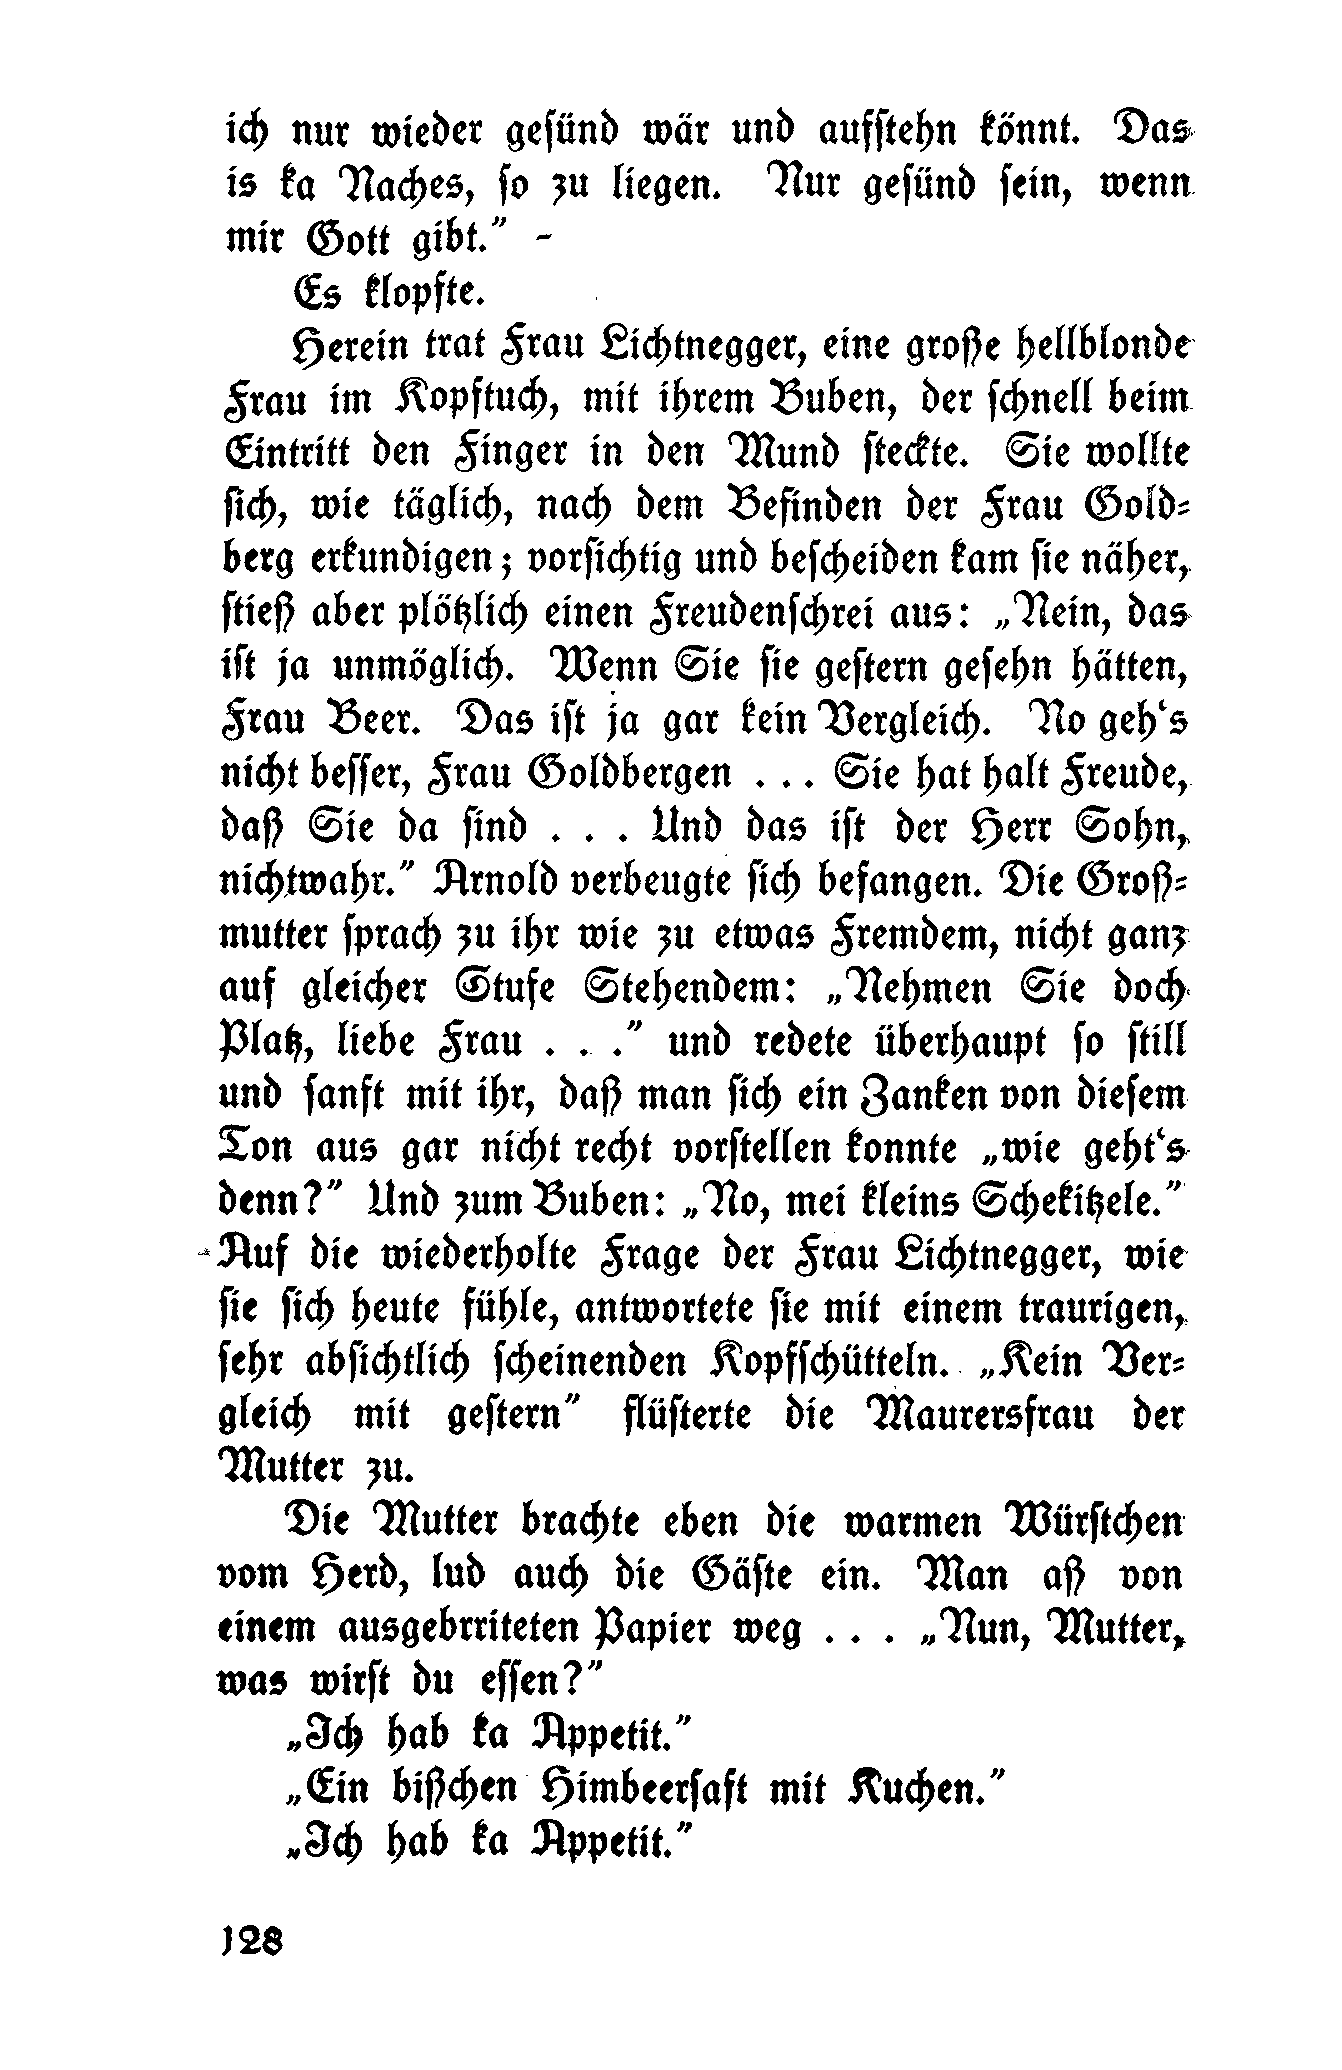 ich nur wieder gesünd wär und aufstehn könnt. Das
is ka Naches, so zu liegen. Nur gesünd sein, wenn
mir Gott gibt.” -
Es klopfte.
Herein trat Frau Lichtnegger, eine große hellblonde
Frau im Kopftuch, mit ihrem Buben, der schnell beim
Eintritt den Finger in den Mund steckte. Sie wollte
sich, wie täglich, nach dem Befinden der Frau Gold-
berg erkundigen; vorsichtig und bescheiden kam sie näher,
stieß aber plötzlich einen Freudenschrei aus: „Nein, das
ist ja unmöglich. Wenn Sie sie gestern gesehn hätten,
Frau Beer. Das ist ja gar kein Vergleich. No geh‘s
nicht besser, Frau Goldbergen . . . Sie hat halt Freude,
daß Sie da sind . . . Und das ist der Herr Sohn,
nichtwahr.” Arnold verbeugte sich befangen. Die Groß-
mutter sprach zu ihr wie zu etwas Fremdem, nicht ganz
auf gleicher Stufe Stehendem: „Nehmen Sie doch
Platz, liebe Frau . . .” und redete überhaupt so still
und sanft mit ihr, daß man sich ein Zanken von diesem
Ton aus gar nicht recht vorstellen konnte „wie geht‘s
denn?” Und zum Buben: „No, mei kleins Schekitzele.”
Auf die wiederholte Frage der Frau Lichtnegger, wie
sie sich heute fühle, antwortete sie mit einem traurigen,
sehr absichtlich scheinenden Kopfschütteln. „Kein Ver-
gleich mit gestern” flüsterte die Maurersfrau der
Mutter zu.
Die Mutter brachte eben die warmen Würstchen
vom Herd, lud auch die Gäste ein. Man aß von
einem ausgebrriteten Papier weg . . . „Nun, Mutter,
was wirst du essen?”
„Ich hab ka Appetit.”
„Ein bißchen Himbeersaft mit Kuchen.”
„Ich hab ka Appetit.”
128